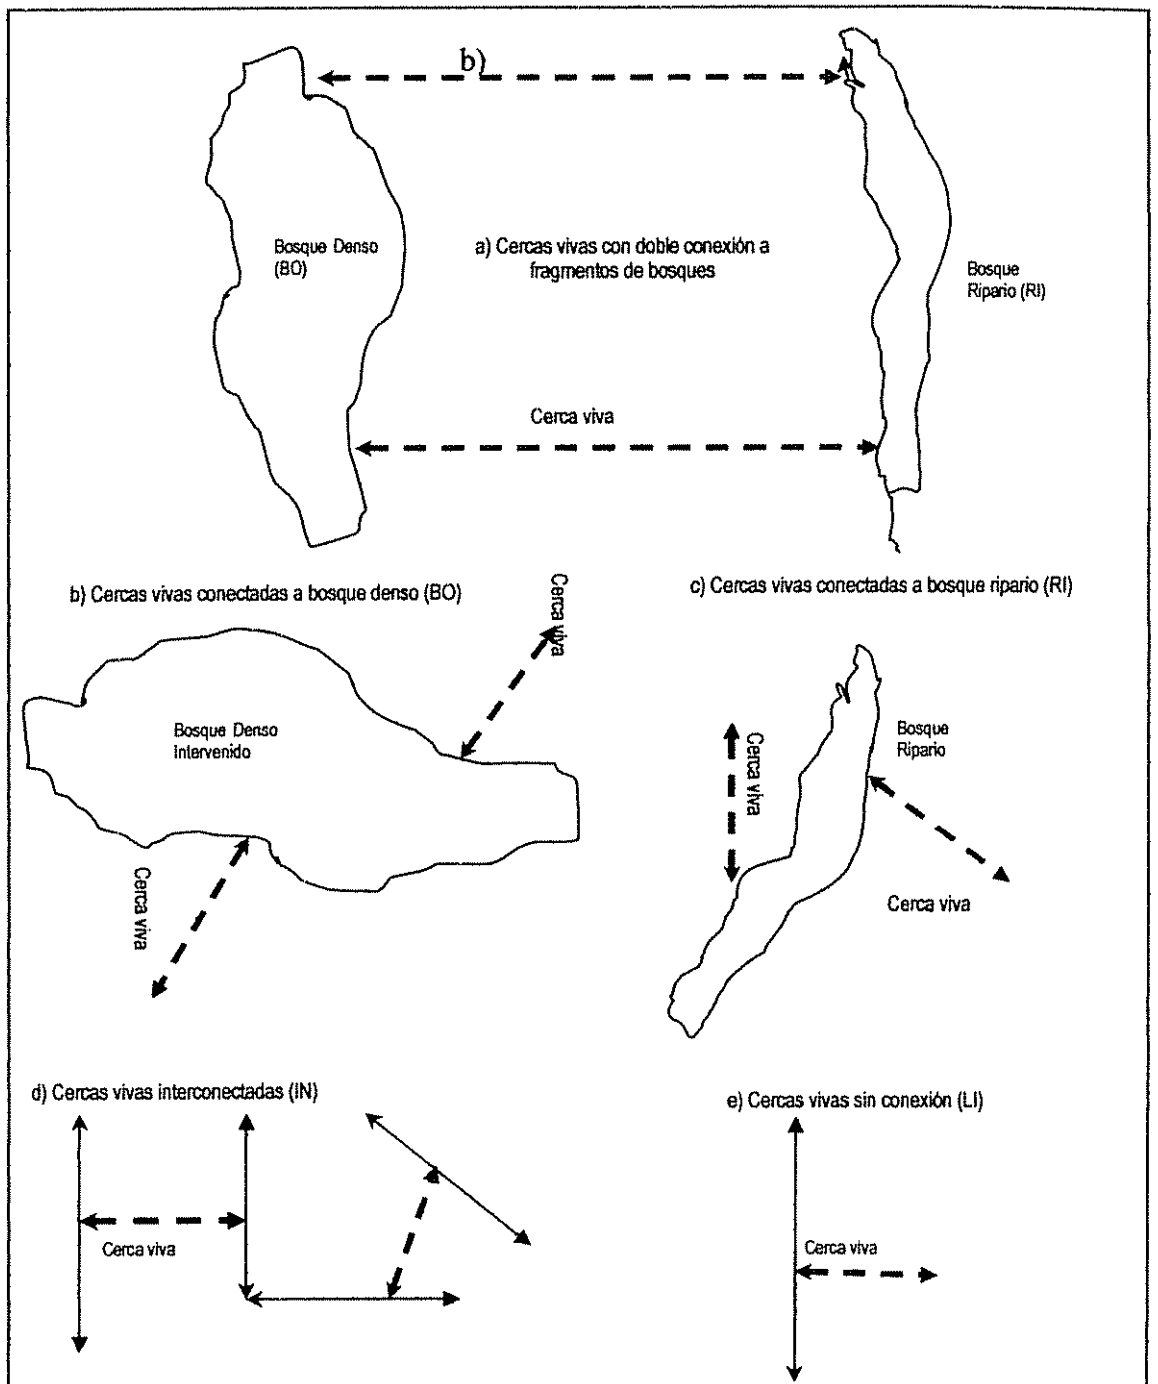 b)
Bosque Denso
(BO)
a) Cercas vivas con doble conexión a
fragmentos de bosques
Bosque
Ripario (RI)
Cerca viva
b) Cercas vivas conectadas a bosque denso (BO)
Cerca viva
c) Cercas vivas conectadas a bosque ripario (RI)
Bosque Denso
Intervenido
Cerca viva
Cerca viva
Bosque
Ripario
Cerca viva
d) Cercas vivas interconectadas (IN)
Cerca viva
e) Cercas vivas sin conexión (LI)
Cerca viva